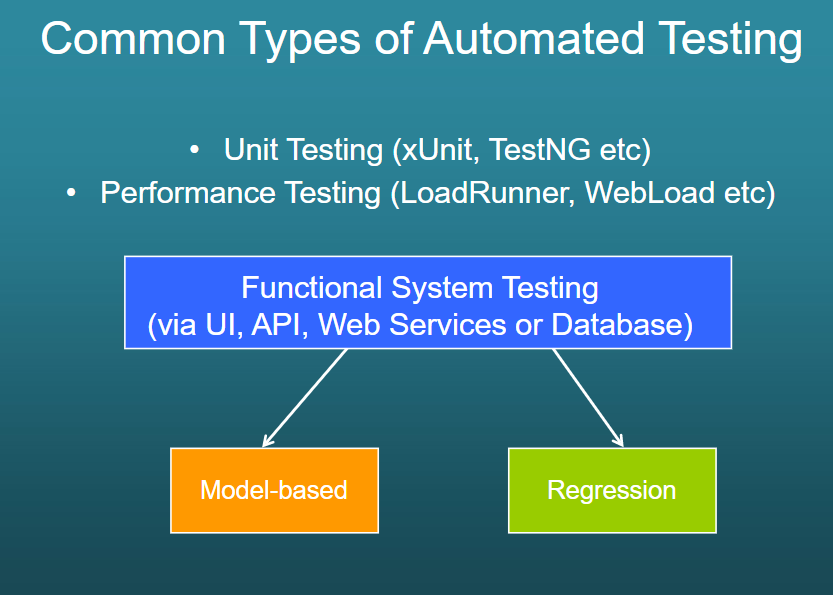 Common Types of Automated Testing
• Unit Testing (xUnit, TestNG etc)
• Performance Testing (LoadRunner, WebLoad etc)
Functional System Testing
(via UI, API, Web Services or Database)
Model-based
Regression